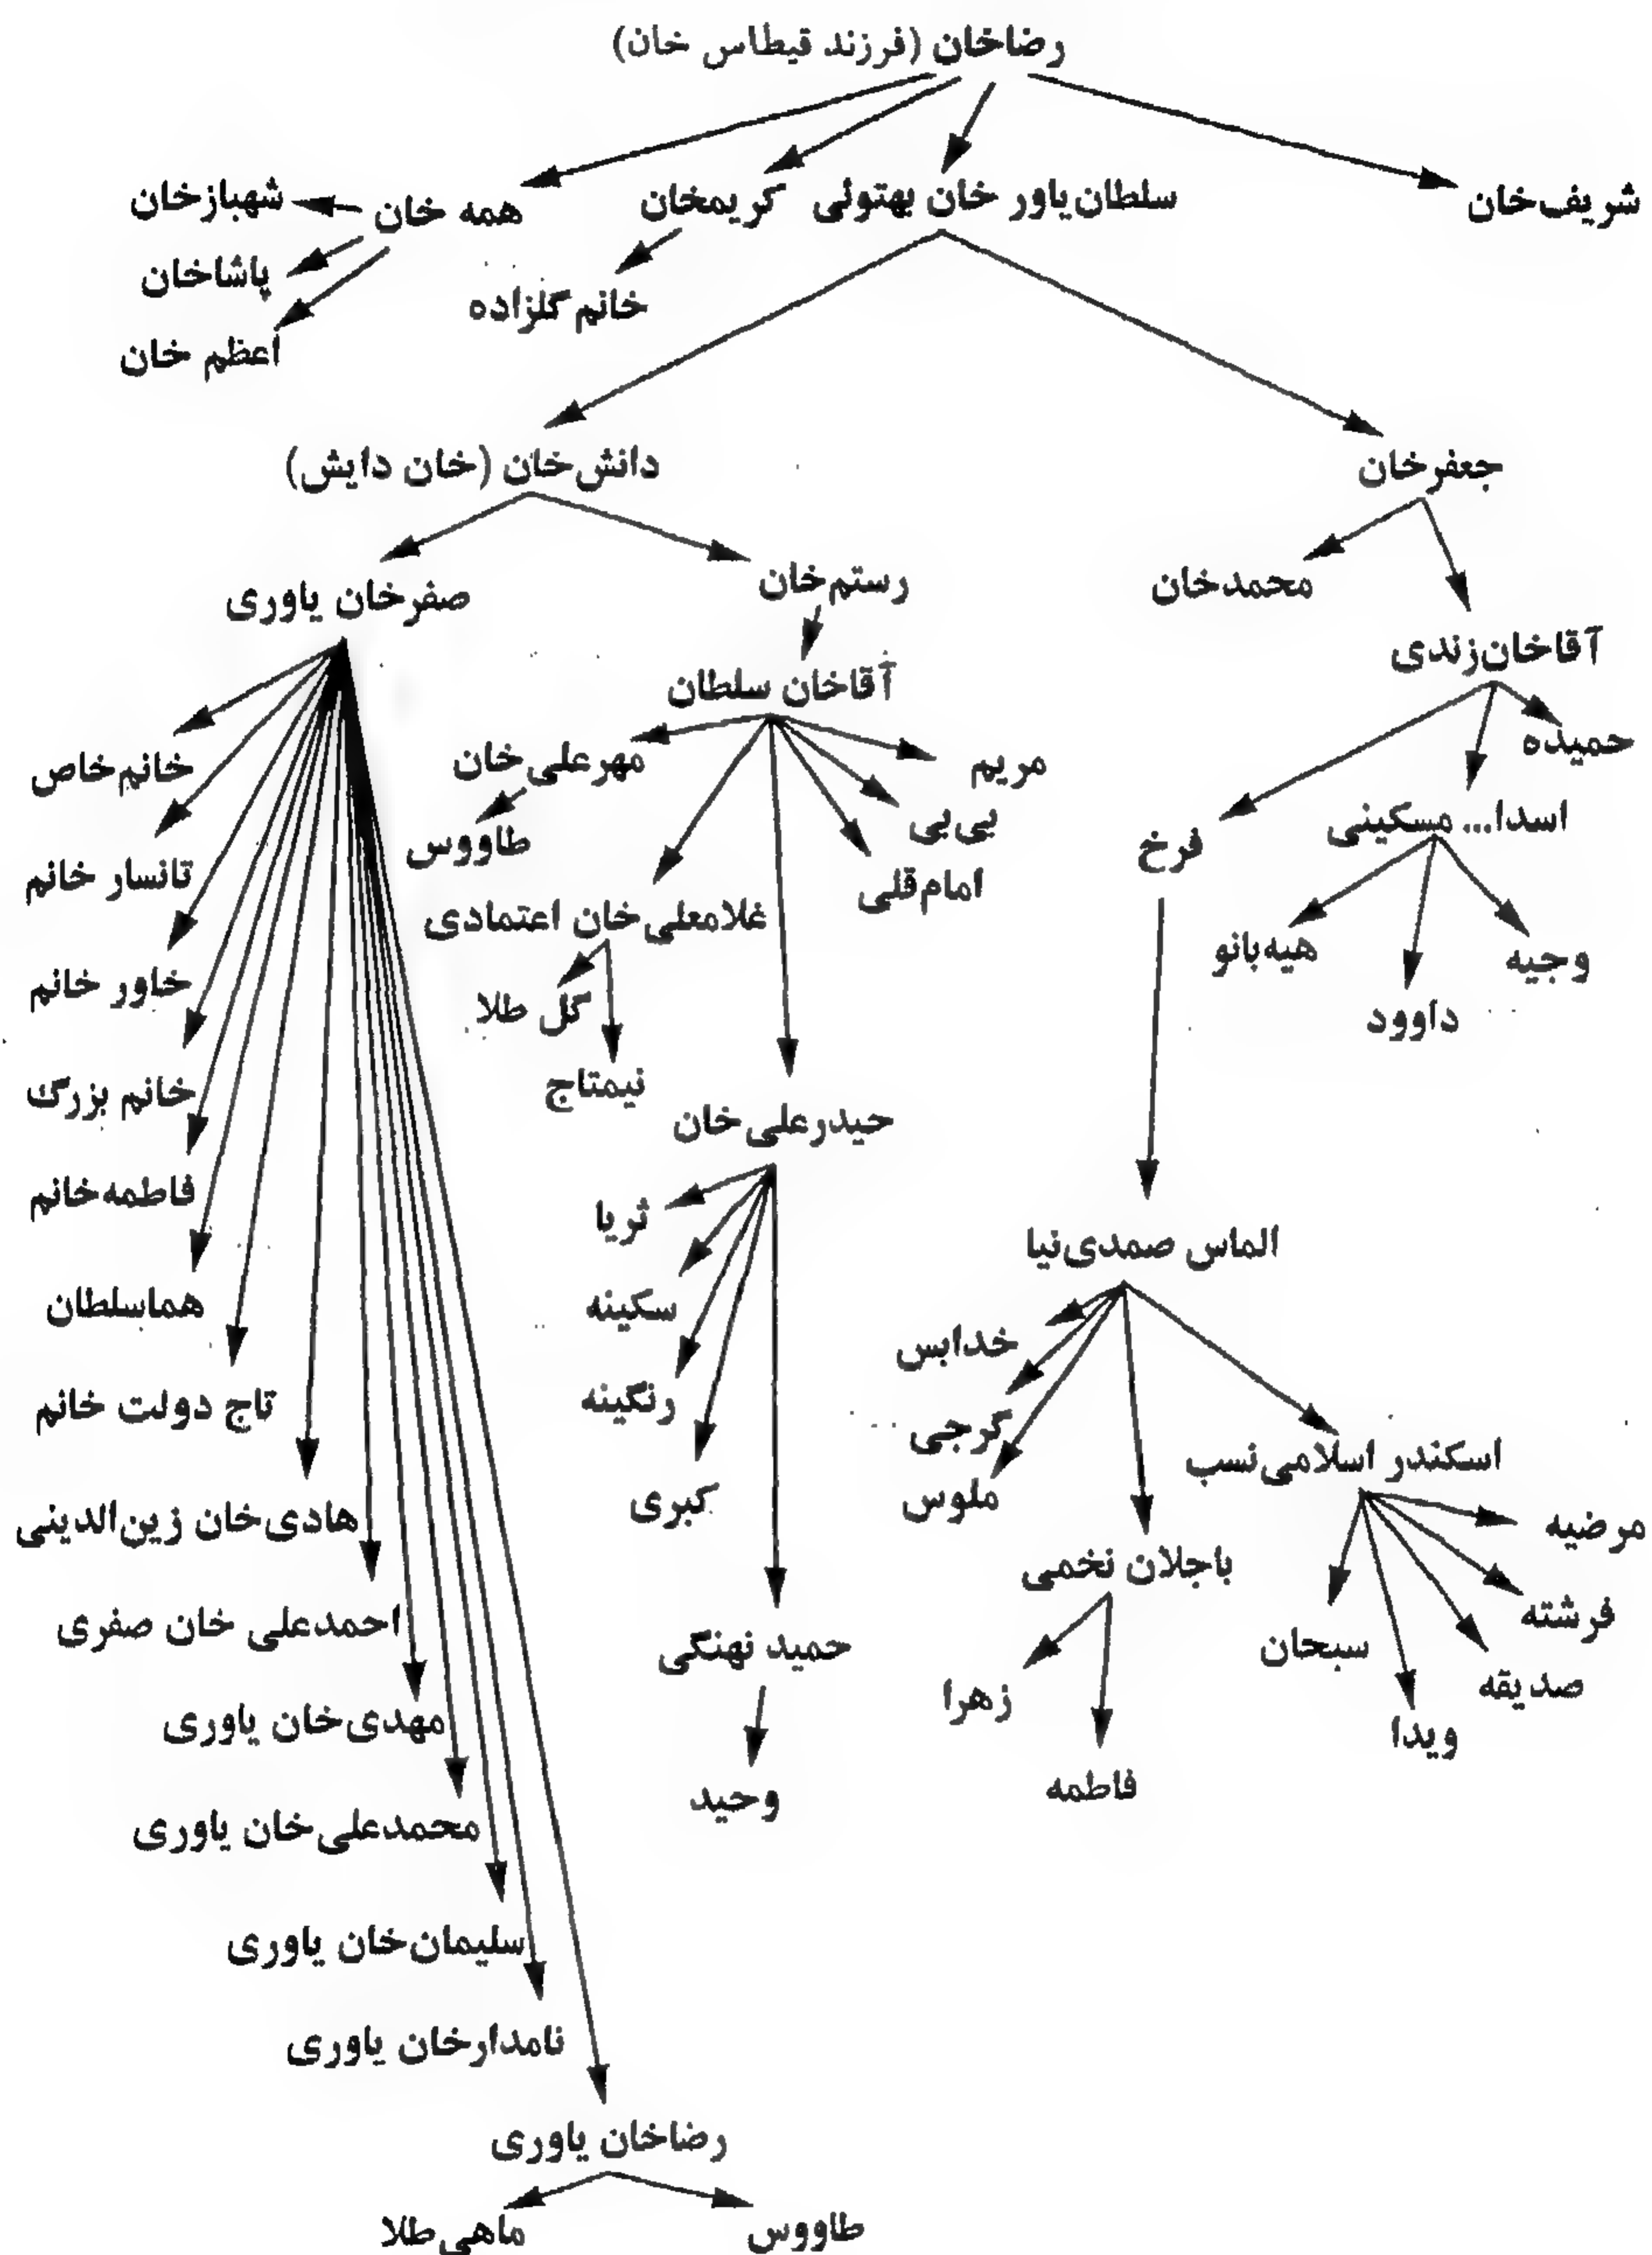 رضاخان (فرزند قیطاس خان)
شریف‌خان
سلطان‌یاور خان بهتوئی
کریمخان
همه خان
شهبازخان
پاشاخان
خانم گلزاده
اعظم خان
جعفرخان
دانش‌خان (خان دایش)
محمدخان
رستم‌خان
صفرخان یاوری
آقاخان‌زندی
آقاخان سلطان
حمیده
مریم
مهرعلی‌خان
خانم‌خاص
اسدا... مسکینی
بی‌بی
فرخ
طاووس
تانسار خانم
امام‌قلی
غلامعلی‌خان اعتمادی
وجیه
هیه‌بانو
داوود
گل طلا
خاور خانم
نیمتاج
خانم بزرگ
حیدرعلی‌خان
فاطمه‌خانم
ثریا
الماس صمدی‌نیا
سکینه
هماسلطان
خدابس
رنگینه
تاج دولت خانم
گرجی
اسکندر اسلامی‌نسب
ملوس
کبری
مرضیه
هادی‌خان زین‌الدینی
باجلان نخمی
فرشته
احمدعلی خان صفری
سبحان
حمید نهنگی
صدیقه
زهرا
ویدا
مهدی‌خان یاوری
فاطمه
وحید
محمدعلی‌خان یاوری
سلیمان‌خان یاوری
نامدارخان یاوری
رضاخان یاوری
طاووس
ماهی‌طلا